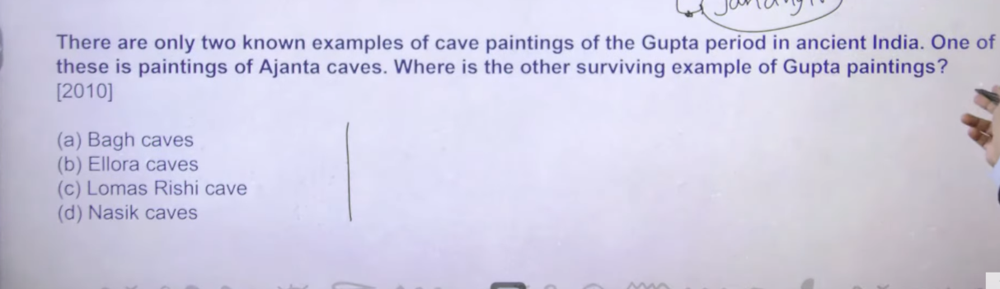 There are only two known examples of cave paintings of the Gupta period in ancient India. One of
these is paintings of Ajanta caves. Where is the other surviving example of Gupta paintings?
[2010]
(a) Bagh caves
(b) Ellora caves
(c) Lomas Rishi cave
(d) Nasik caves